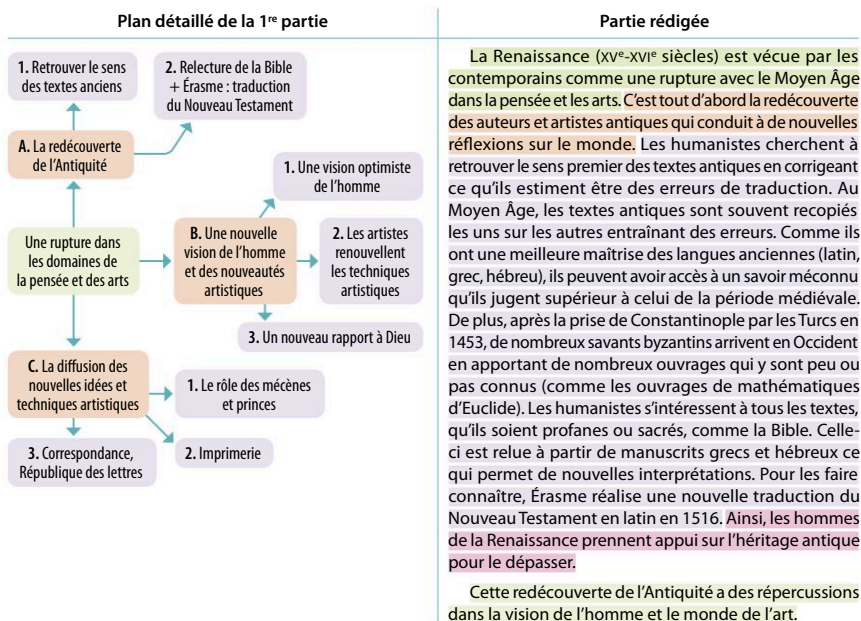 Plan détaillé de la 1re partie
1. Retrouver le sens
des textes anciens
2. Relecture de la Bible
+ Érasme : traduction
du Nouveau Testament
A. La redécouverte
de l'Antiquité
1. Une vision optimiste
de l'homme
Une rupture dans
les domaines de
la pensée et des arts
B. Une nouvelle
vision de l'homme
et des nouveautés
artistiques
2. Les artistes
renouvellent
les techniques
artistiques
3. Un nouveau rapport à Dieu
C. La diffusion des
nouvelles idées et
techniques artistiques
1. Le rôle des mécènes
et princes
3. Correspondance,
République des lettres
2. Imprimerie
Partie rédigée
La Renaissance (XVe-XVIe siècles) est vécue par les
contemporains comme une rupture avec le Moyen Âge
dans la pensée et les arts. C'est tout d'abord la redécouverte
des auteurs et artistes antiques qui conduit à de nouvelles
réflexions sur le monde. Les humanistes cherchent à
retrouver le sens premier des textes antiques en corrigeant
ce qu'ils estiment être des erreurs de traduction. Au
Moyen Âge, les textes antiques sont souvent recopiés
les uns sur les autres entraînant des erreurs. Comme ils
ont une meilleure maîtrise des langues anciennes (latin,
grec, hébreu), ils peuvent avoir accès à un savoir méconnu
qu'ils jugent supérieur à celui de la période médiévale.
De plus, après la prise de Constantinople par les Turcs en
1453, de nombreux savants byzantins arrivent en Occident
en apportant de nombreux ouvrages qui y sont peu ou
pas connus (comme les ouvrages de mathématiques
d'Euclide). Les humanistes s'intéressent à tous les textes,
qu'ils soient profanes ou sacrés, comme la Bible. Celle-
ci est relue à partir de manuscrits grecs et hébreux ce
qui permet de nouvelles interprétations. Pour les faire
connaître, Érasme réalise une nouvelle traduction du
Nouveau Testament en latin en 1516. Ainsi, les hommes
de la Renaissance prennent appui sur l'héritage antique
pour le dépasser.
Cette redécouverte de l'Antiquité a des répercussions
dans la vision de l'homme et le monde de l'art.